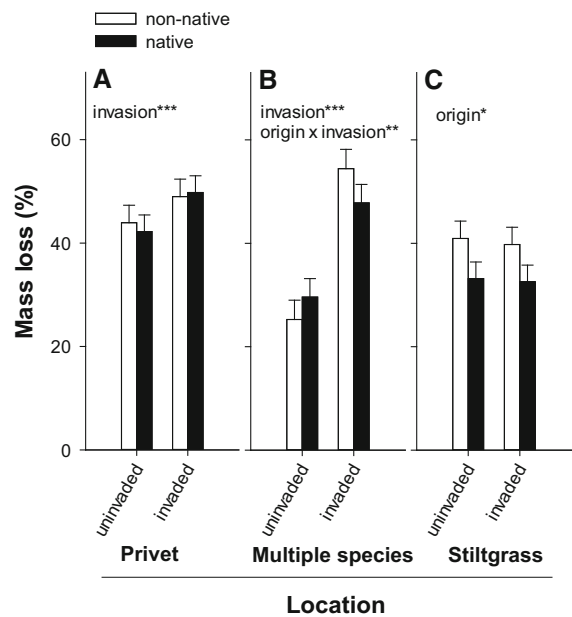 non-native
native
A
B
C
invasion***
invasion***
origin x invasion**
origin*
Mass loss (%)
60
40
20
0
uninvaded
invaded
uninvaded
invaded
uninvaded
invaded
Privet
Multiple species
Stiltgrass
Location